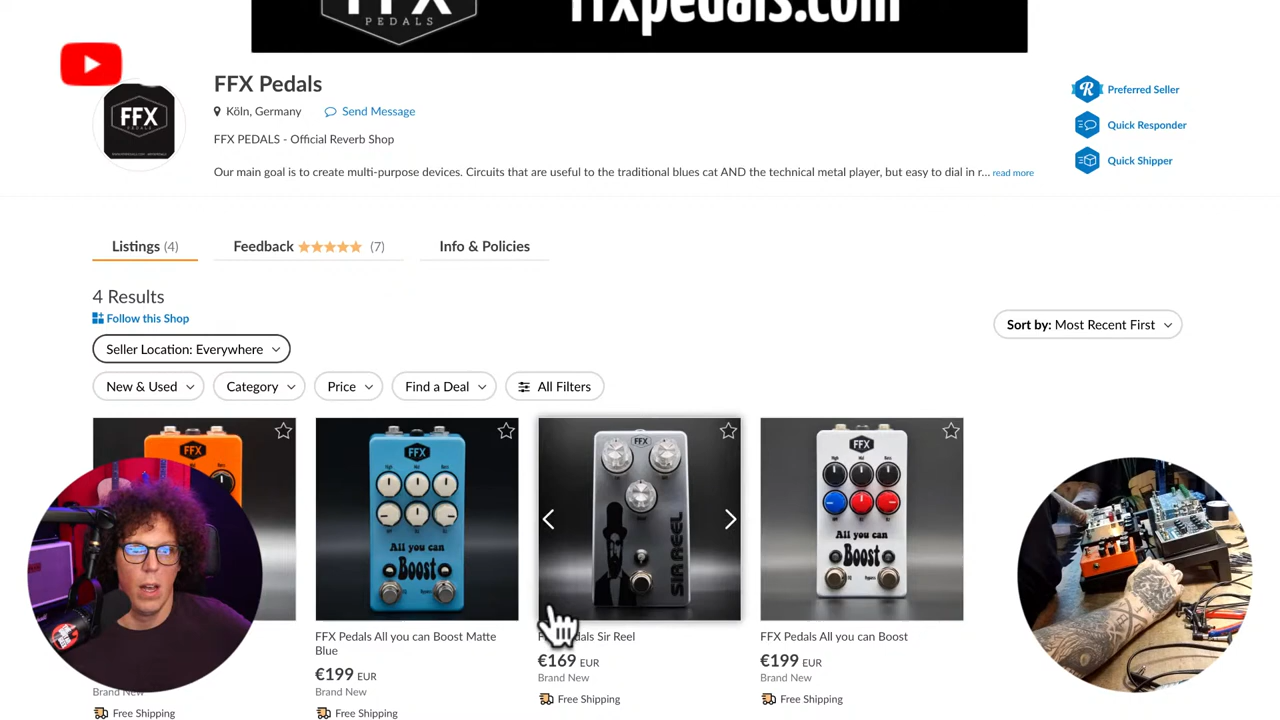 PEDALS
ffxpedals.com
FFX Pedals
Köln, Germany Send Message
FFX PEDALS - Official Reverb Shop
Our main goal is to create multi-purpose devices. Circuits that are useful to the traditional blues cat AND the technical metal player, but easy to dial in r... read more
Preferred Seller
Quick Responder
Quick Shipper
FFX
PEDALS
Listings (4) Feedback (7) Info & Policies
4 Results
Follow this Shop
Sort by: Most Recent First
Seller Location: Everywhere
New & Used Category Price Find a Deal All Filters
FFX
FFX
All you can
Boost
FFX
SIR REEL
FFX
All you can
Boost
Brand New
Free Shipping
FFX Pedals All you can Boost Matte
Blue
€199 EUR
Brand New
Free Shipping
Sir Reel
€169 EUR
Brand New
Free Shipping
FFX Pedals All you can Boost
€199 EUR
Brand New
Free Shipping